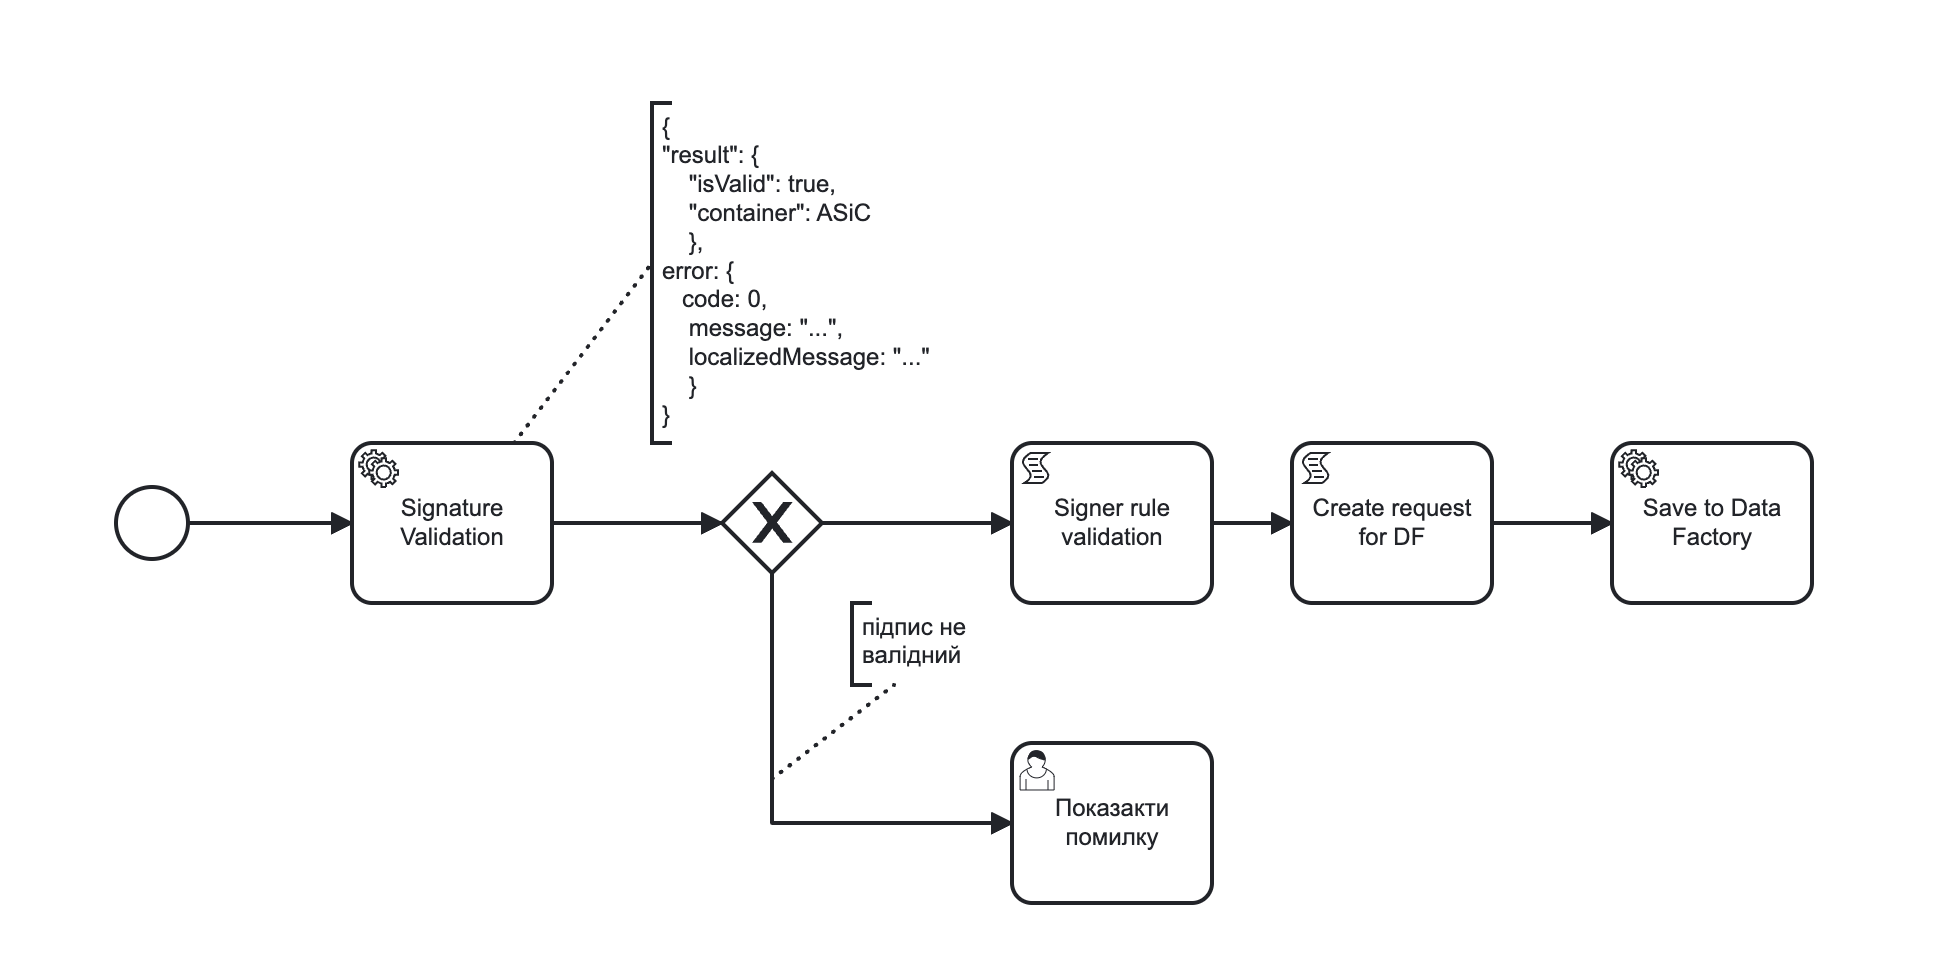 {
"result": {
"isValid": true,
"container": ASiC
},
error: {
code: 0,
message: "...",
localizedMessage: "..."
}
}
Signature
Validation
X
Signer rule
validation
Create request
for DF
Save to Data
Factory
підпис не
валідний
Показакти
помилку